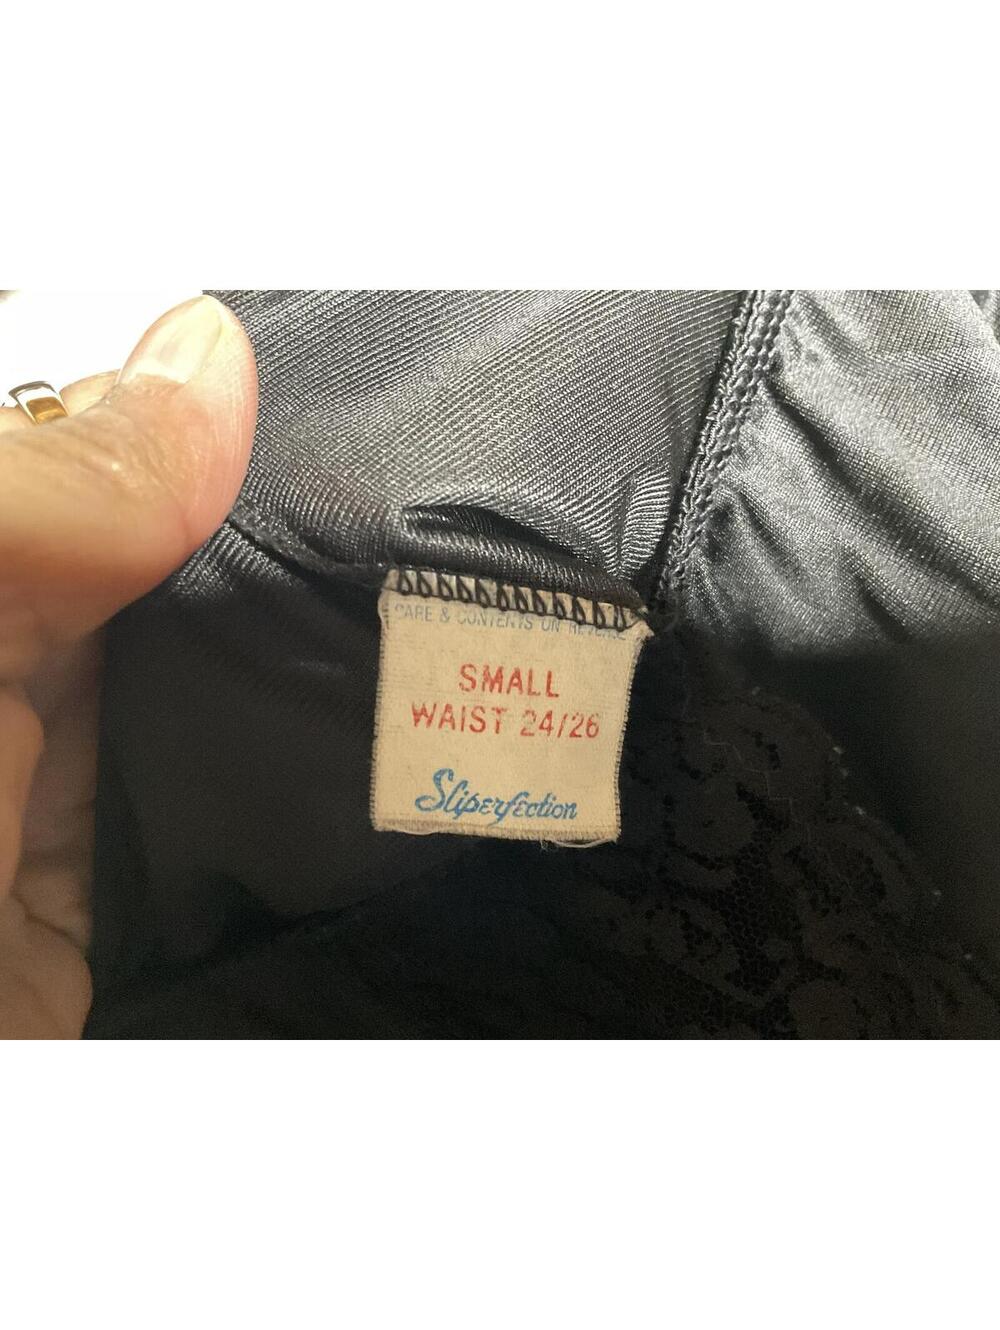 CARE & CONTENTS ON REVERSE
SMALL
WAIST 24/26
Sliperfection